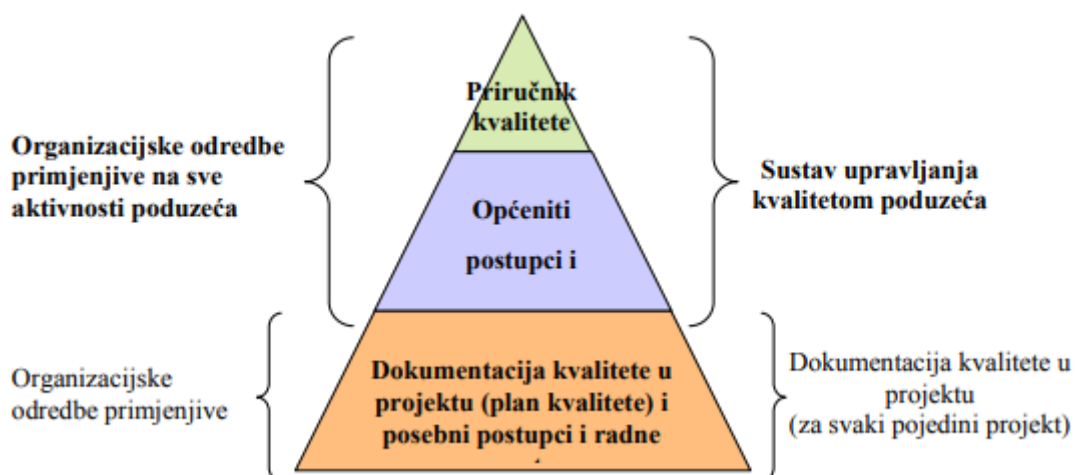 Priručnik
kvalitete
Organizacijske odredbe
primjenjive na sve
aktivnosti poduzeća
Sustav upravljanja
kvalitetom poduzeća
Općeniti
postupci i
Organizacijske
odredbe primjenjive
Dokumentacija kvalitete u
projektu (plan kvalitete) i
posebni postupci i radne
Dokumentacija kvalitete u
projektu
(za svaki pojedini projekt)